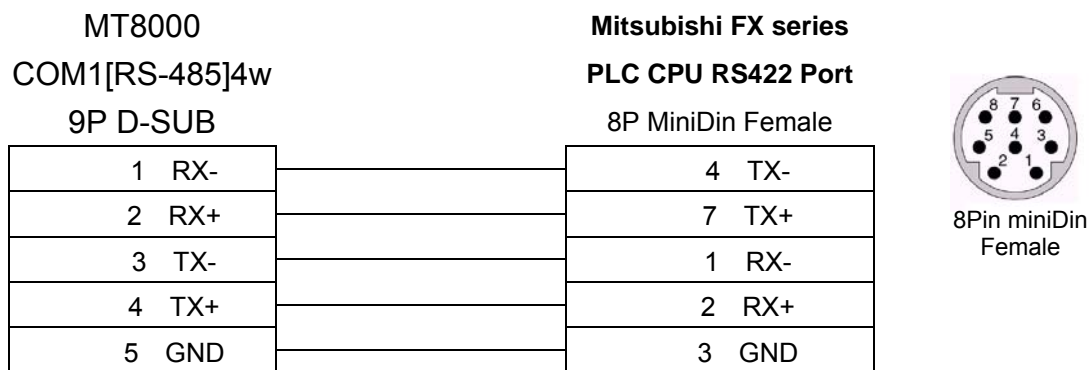 MT8000
COM1[RS-485]4w
9P D-SUB
Mitsubishi FX series
PLC CPU RS422 Port
8P MiniDin Female
1 RX-
4 TX-
2 RX+
7 TX+
3 TX-
1 RX-
4 TX+
2 RX+
5 GND
3 GND
8 7 6
5 4 3
2 1
8Pin miniDin
Female